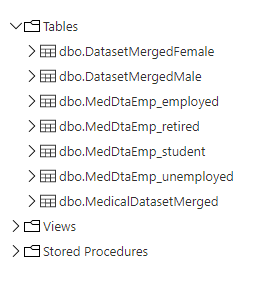 Tables
dbo.DatasetMergedFemale
dbo.DatasetMergedMale
dbo.MedDtaEmp_employed
dbo.MedDtaEmp_retired
dbo.MedDtaEmp_student
dbo.MedDtaEmp_unemployed
dbo.MedicalDatasetMerged
Views
Stored Procedures